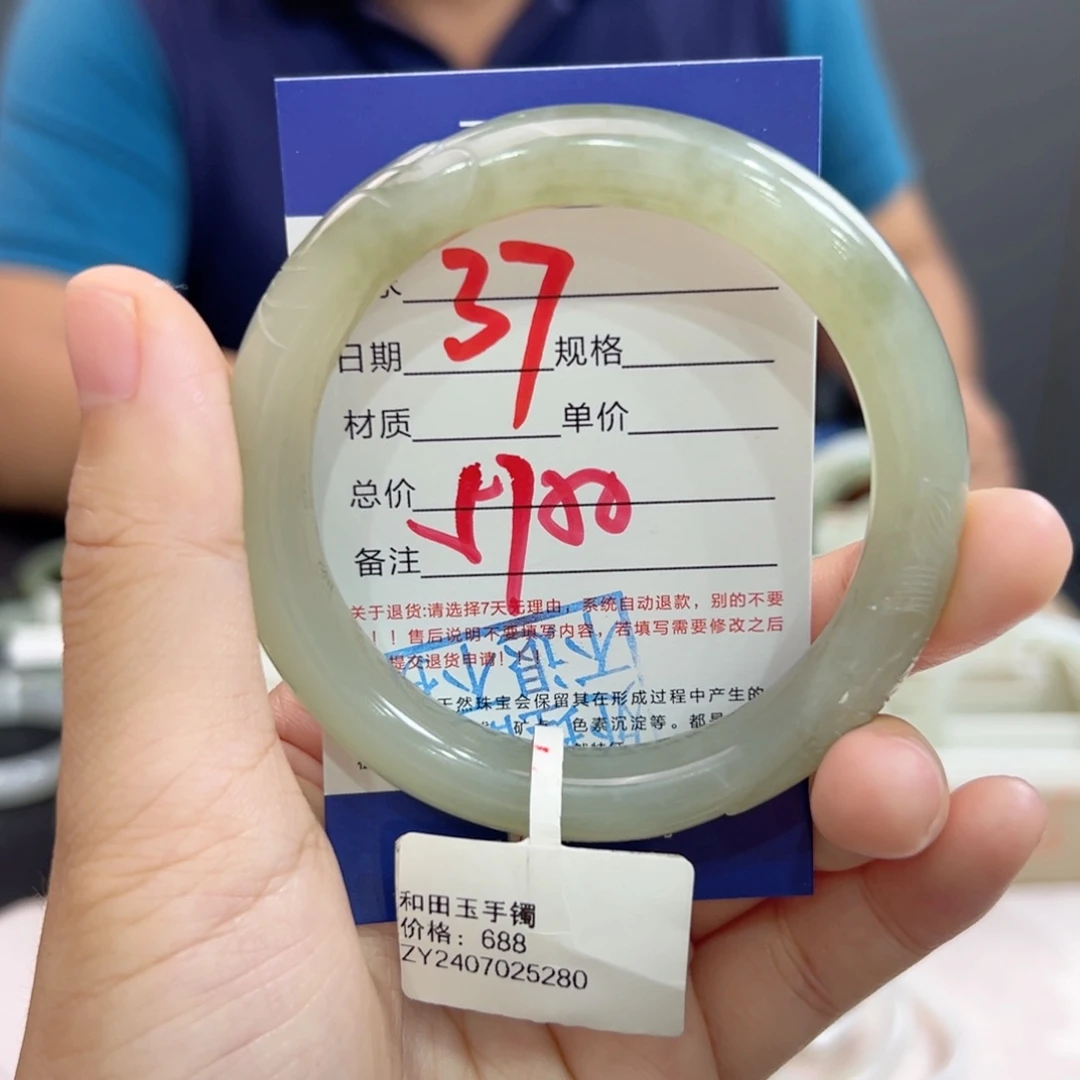 37
日期 规格
材质 单价
总价 5900
备注
关于退货:请选择7天无理由，系统自动退款，别的不要
！！售后说明不要填写内容，若填写需要修改之后
提交退货申请！！！
天然珠宝会保留其在形成过程中产生的
矿 色素沉淀等。都是
和田玉手镯
价格：688
ZY2407025280